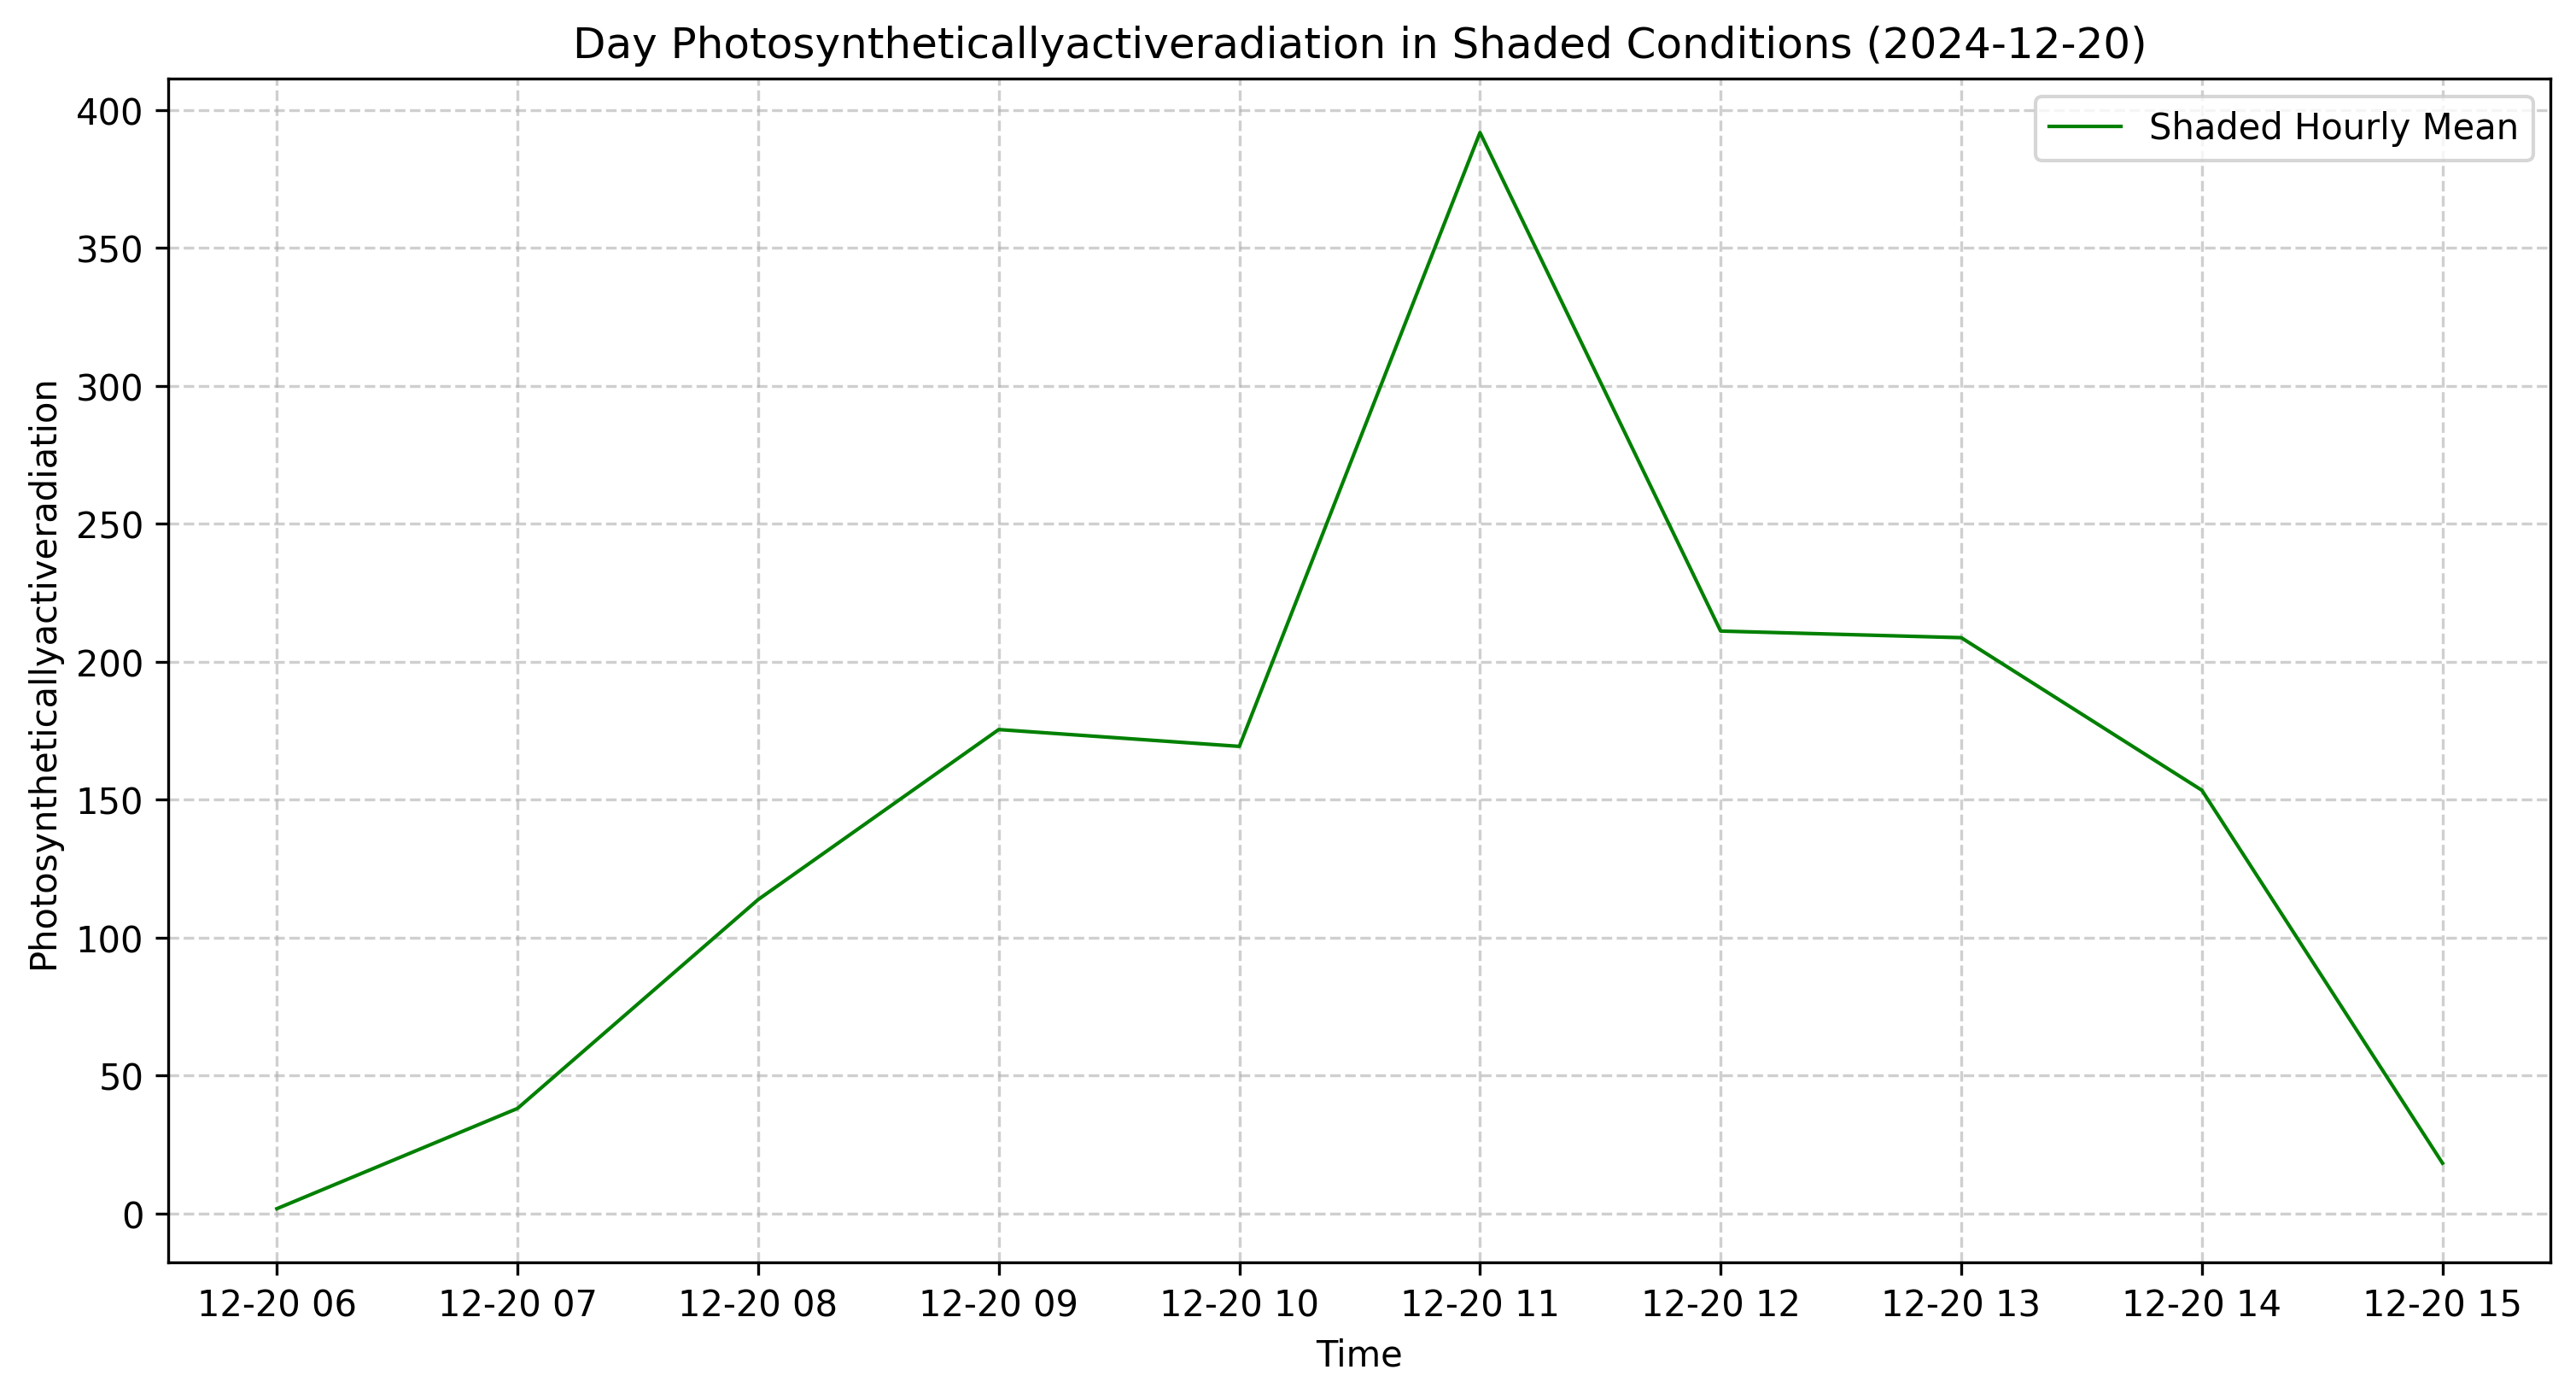 Day Photosyntheticallyactiveradiation in Shaded Conditions (2024-12-20)
Shaded Hourly Mean
Photosyntheticallyactiveradiation
400
350
300
250
200
150
100
50
0
12-20 06 12-20 07 12-20 08 12-20 09 12-20 10 12-20 11 12-20 12 12-20 13 12-20 14 12-20 15
Time